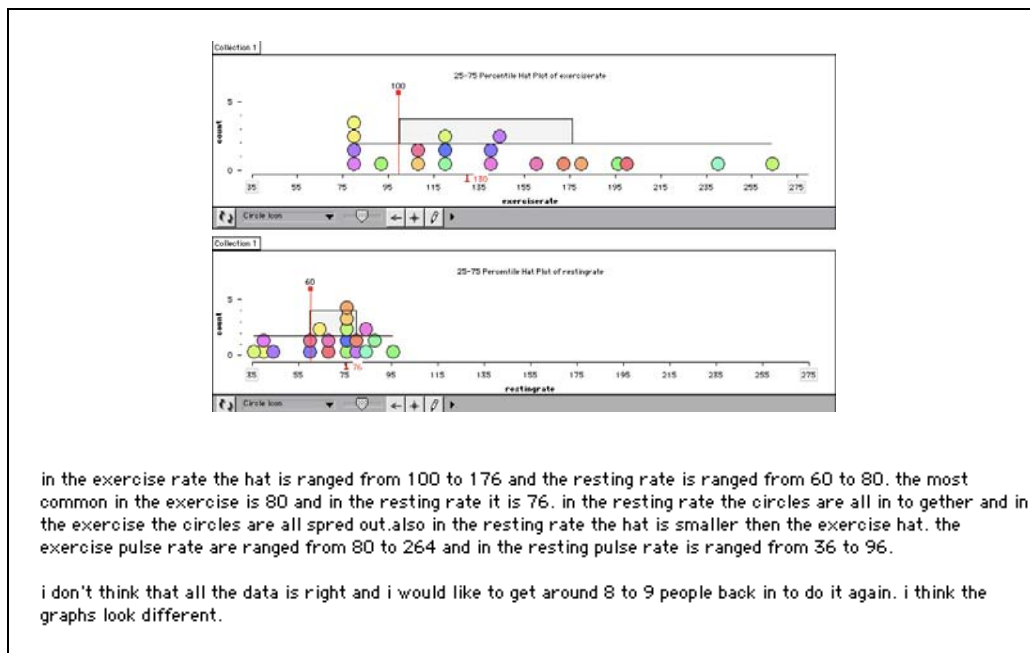 Collection 1
25-75 Percentile Hat Plot of exerciserate
100
5
count
0
130
35 55 75 95 115 135 155 175 195 215 235 255 275
exerciserate
Circle Icon
Collection 1
25-75 Percentile Hat Plot of restingrate
60
5
count
0
76
35 55 75 95 115 135 155 175 195 215 235 255 275
restingrate
Circle Icon
in the exercise rate the hat is ranged from 100 to 176 and the resting rate is ranged from 60 to 80. the most
common in the exercise is 80 and in the resting rate it is 76. in the resting rate the circles are all in to gether and in
the exercise the circles are all spred out.also in the resting rate the hat is smaller then the exercise hat. the
exercise pulse rate are ranged from 80 to 264 and in the resting pulse rate is ranged from 36 to 96.
i don't think that all the data is right and i would like to get around 8 to 9 people back in to do it again. i think the
graphs look different.